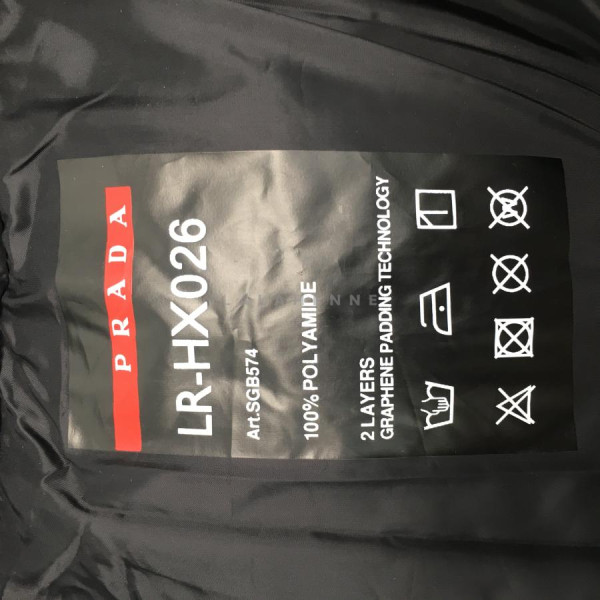 PRADA
LR-HX026
Art.SGB574
100% POLYAMIDE
2 LAYERS
GRAPHENE PADDING TECHNOLOGY